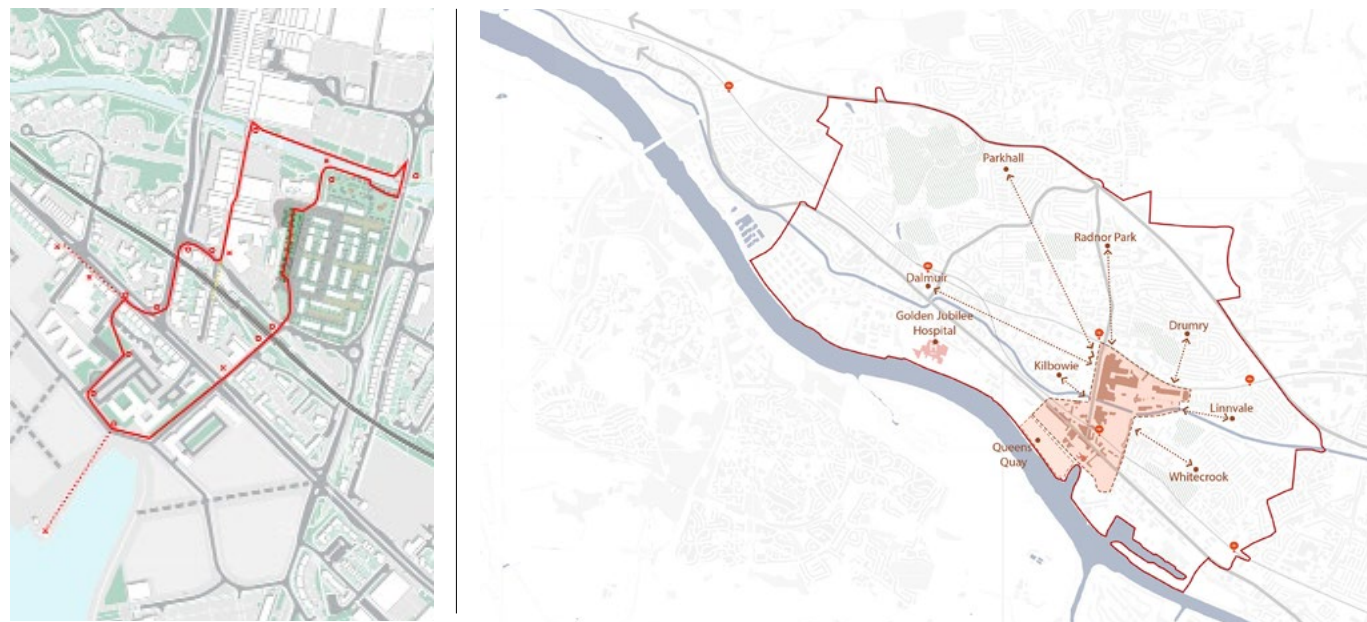 Parkhall
Radnor Park
Dalmuir
Golden Jubilee
Hospital
Drumry
Kilbowie
Linnvale
Queens
Quay
Whitecrook